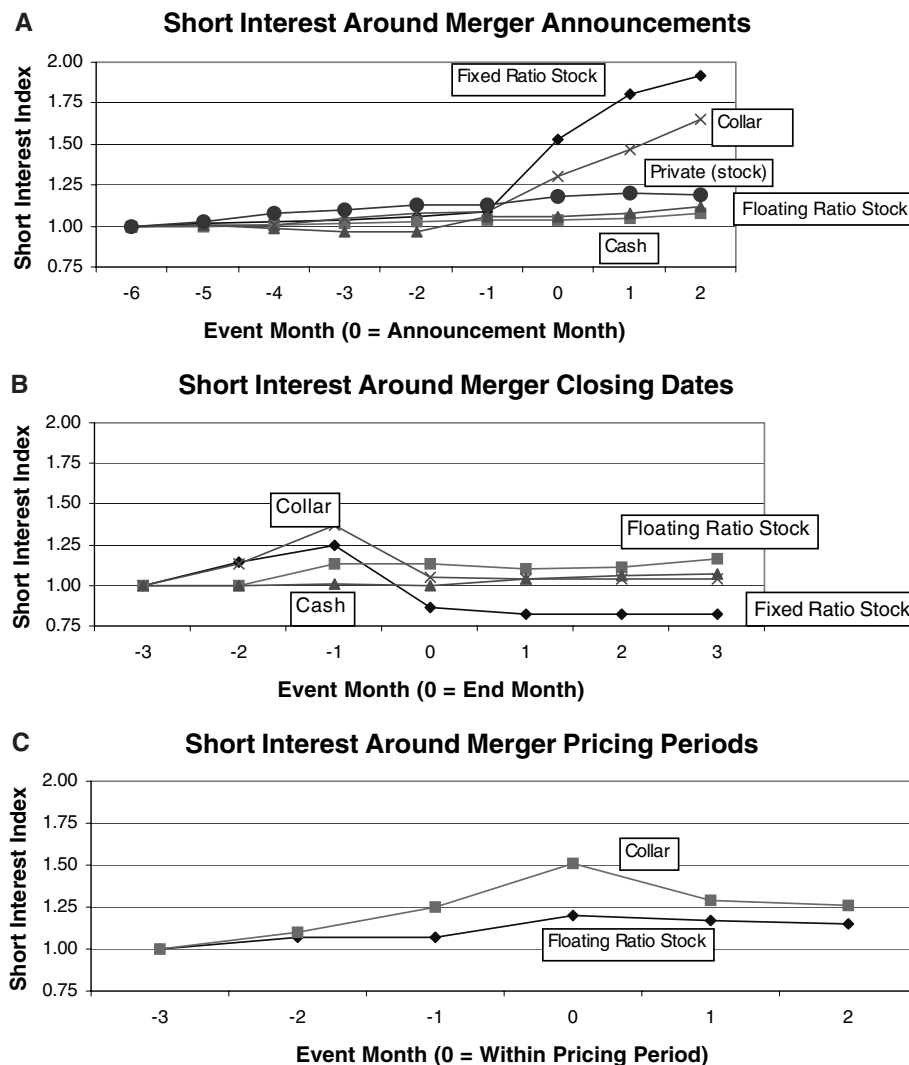 A
Short Interest Around Merger Announcements
Short Interest Index
2.00
1.75
1.50
1.25
1.00
0.75
Fixed Ratio Stock
Collar
Private (stock)
Floating Ratio Stock
Cash
-6 -5 -4 -3 -2 -1 0 1 2
Event Month (0 = Announcement Month)
B
Short Interest Around Merger Closing Dates
Short Interest Index
2.00
1.75
1.50
1.25
1.00
0.75
Collar
Floating Ratio Stock
Cash
Fixed Ratio Stock
-3 -2 -1 0 1 2 3
Event Month (0 = End Month)
C
Short Interest Around Merger Pricing Periods
Short Interest Index
2.00
1.75
1.50
1.25
1.00
0.75
Collar
Floating Ratio Stock
-3 -2 -1 0 1 2
Event Month (0 = Within Pricing Period)